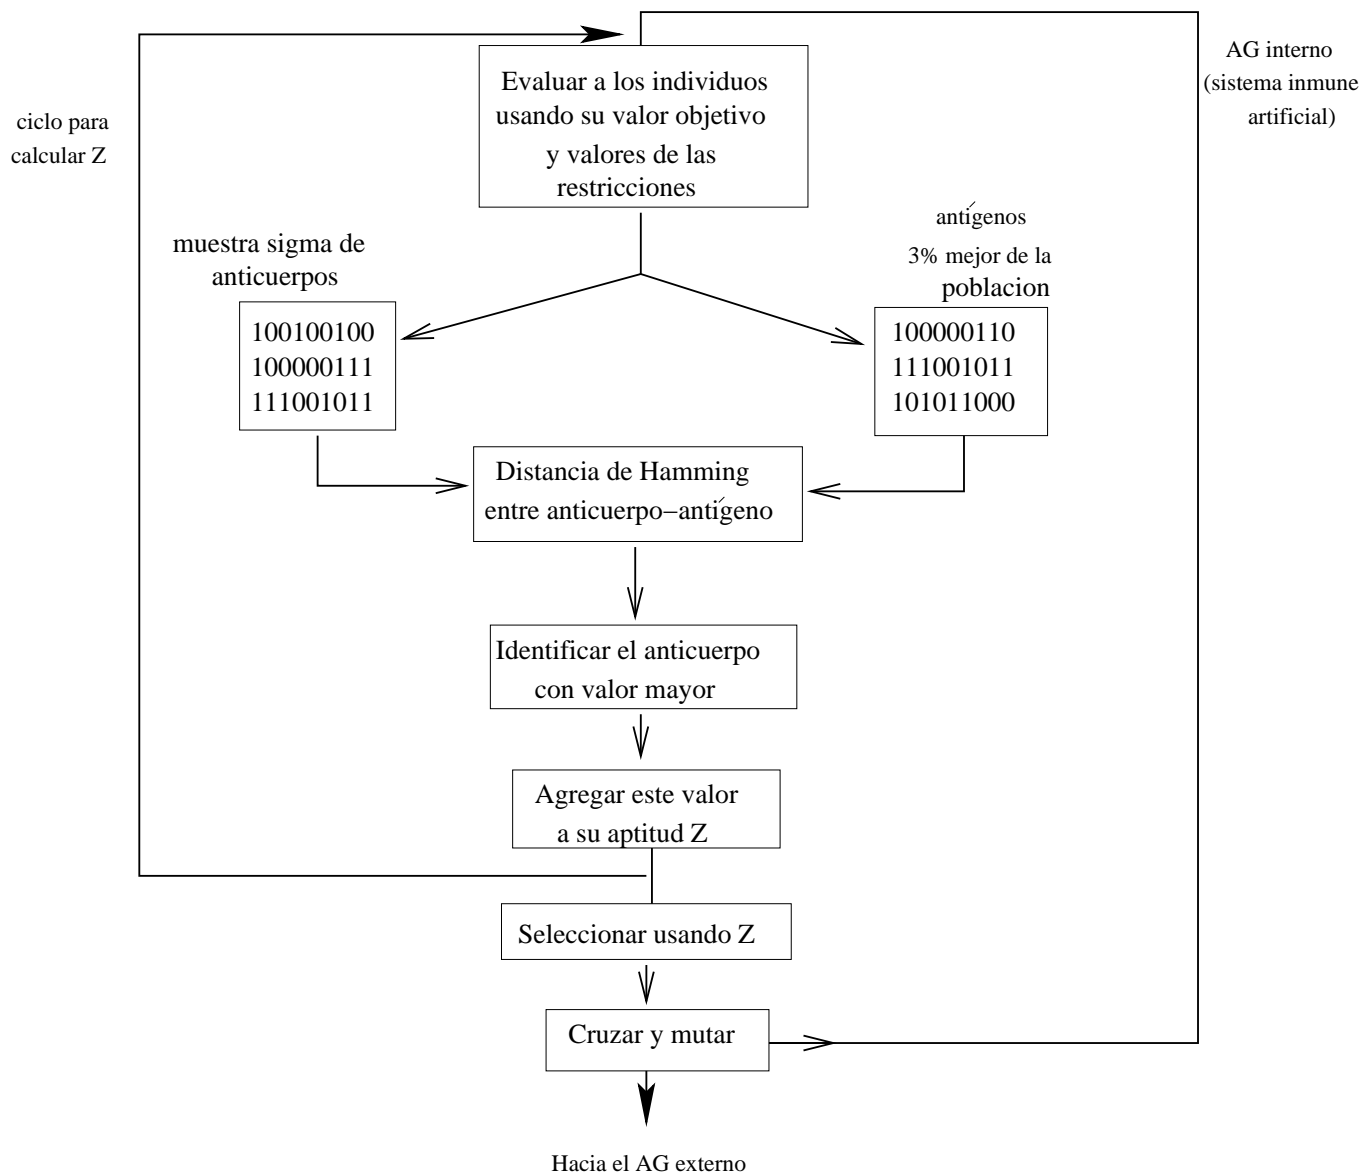 Evaluar a los individuos
usando su valor objetivo
y valores de las
restricciones
AG interno
(sistema inmune
artificial)
ciclo para
calcular Z
muestra sigma de
anticuerpos
100100100
100000111
111001011
antígenos
3% mejor de la
poblacion
100000110
111001011
101011000
Distancia de Hamming
entre anticuerpo−antígeno
Identificar el anticuerpo
con valor mayor
Agregar este valor
a su aptitud Z
Seleccionar usando Z
Cruzar y mutar
Hacia el AG externo